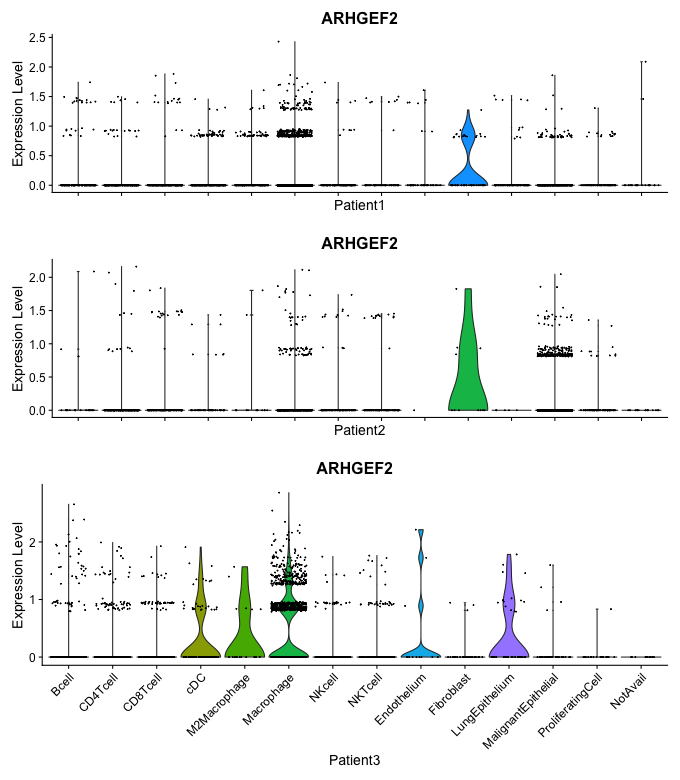 ARHGEF2
Expression Level
2.5
2.0
1.5
1.0
0.5
0.0
Patient1
ARHGEF2
Expression Level
2.0
1.5
1.0
0.5
0.0
Patient2
ARHGEF2
Expression Level
2
1
0
Bcell
CD4Tcell
CD8Tcell
cDC
M2Macrophage
Macrophage
NKcell
NKTcell
Endothelium
Fibroblast
LungEpithelium
MalignantEpithelial
ProliferatingCell
NotAvail
Patient3